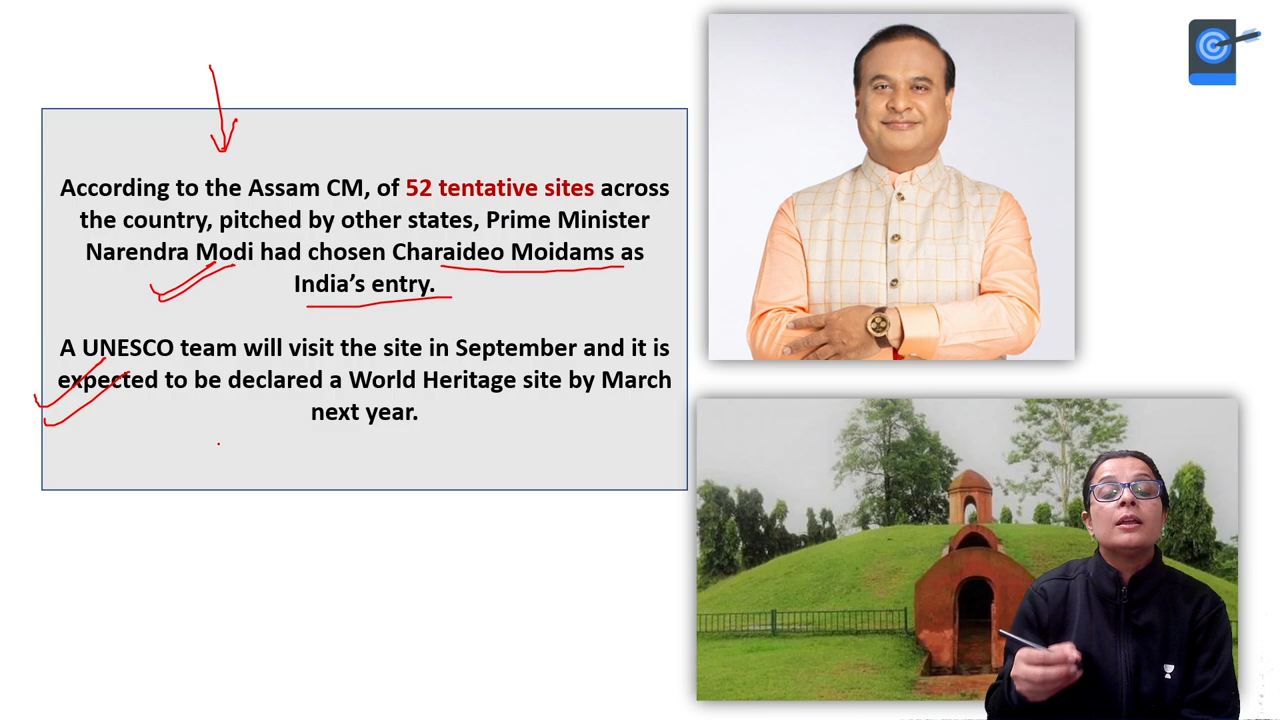 According to the Assam CM, of 52 tentative sites across
the country, pitched by other states, Prime Minister
Narendra Modi had chosen Charaideo Moidams as
India’s entry.
A UNESCO team will visit the site in September and it is
expected to be declared a World Heritage site by March
next year.